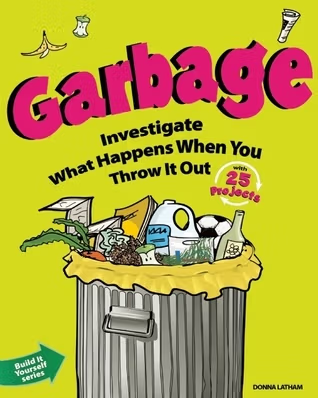 Garbage
Investigate
What Happens When You
Throw It Out
with
25
Projects
Build It
Yourself
series
DONNA LATHAM